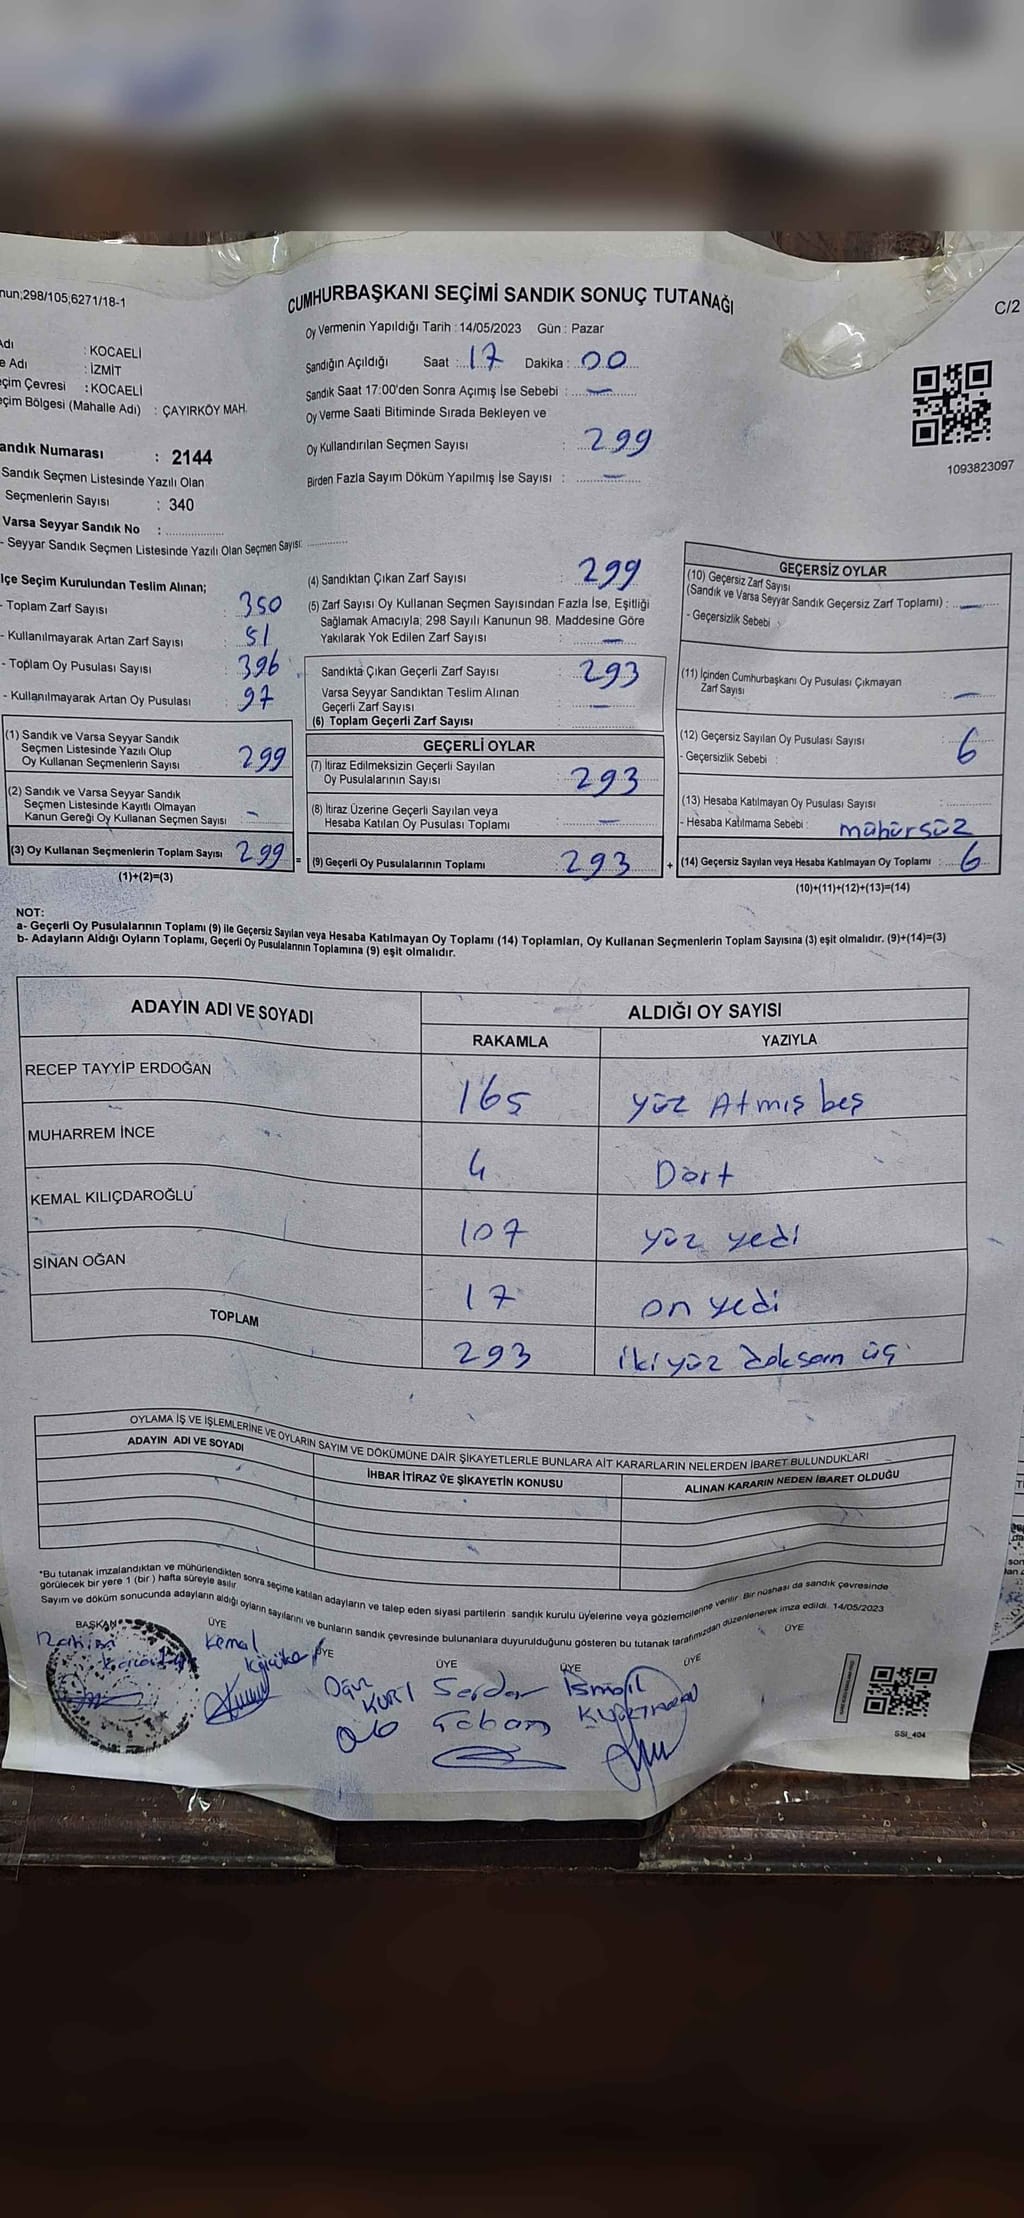 nun;298/105;6271/18-1
CUMHURBAŞKANI SEÇİMİ SANDIK SONUÇ TUTANAĞI
C/2
Oy Vermenin Yapıldığı Tarih : 14/05/2023 Gün : Pazar
Adı : KOCAELİ
e Adı : İZMİT
eçim Çevresi : KOCAELİ
eçim Bölgesi (Mahalle Adı) : ÇAYIRKÖY MAH.
andık Numarası : 2144
Sandık Seçmen Listesinde Yazılı Olan
Seçmenlerin Sayısı : 340
Varsa Seyyar Sandık No :
- Seyyar Sandık Seçmen Listesinde Yazılı Olan Seçmen Sayısı:
Sandığın Açıldığı Saat : 17 Dakika : 00
Sandık Saat 17:00'den Sonra Açımış İse Sebebi : —
Oy Verme Saati Bitiminde Sırada Bekleyen ve
Oy Kullandırılan Seçmen Sayısı : 299
Birden Fazla Sayım Döküm Yapılmış İse Sayısı : —
1093823097
lçe Seçim Kurulundan Teslim Alınan;
- Toplam Zarf Sayısı : 350
- Kullanılmayarak Artan Zarf Sayısı : 51
- Toplam Oy Pusulası Sayısı : 396
- Kullanılmayarak Artan Oy Pusulası : 97
(1) Sandık ve Varsa Seyyar Sandık
Seçmen Listesinde Yazılı Olup
Oy Kullanan Seçmenlerin Sayısı : 299
(2) Sandık ve Varsa Seyyar Sandık
Seçmen Listesinde Kayıtlı Olmayan
Kanun Gereği Oy Kullanan Seçmen Sayısı : —
(3) Oy Kullanan Seçmenlerin Toplam Sayısı 299 =
(1)+(2)=(3)
(4) Sandıktan Çıkan Zarf Sayısı : 299
(5) Zarf Sayısı Oy Kullanan Seçmen Sayısından Fazla İse, Eşitliği
Sağlamak Amacıyla; 298 Sayılı Kanunun 98. Maddesine Göre
Yakılarak Yok Edilen Zarf Sayısı : —
Sandıkta Çıkan Geçerli Zarf Sayısı : 293
Varsa Seyyar Sandıktan Teslim Alınan
Geçerli Zarf Sayısı : —
(6) Toplam Geçerli Zarf Sayısı :
GEÇERLİ OYLAR
(7) İtiraz Edilmeksizin Geçerli Sayılan
Oy Pusulalarının Sayısı : 293
(8) İtiraz Üzerine Geçerli Sayılan veya
Hesaba Katılan Oy Pusulası Toplamı : —
(9) Geçerli Oy Pusulalarının Toplamı : 293 +
GEÇERSİZ OYLAR
(10) Geçersiz Zarf Sayısı
(Sandık ve Varsa Seyyar Sandık Geçersiz Zarf Toplamı) : —
- Geçersizlik Sebebi :
(11) İçinden Cumhurbaşkanı Oy Pusulası Çıkmayan
Zarf Sayısı : —
(12) Geçersiz Sayılan Oy Pusulası Sayısı : 6
- Geçersizlik Sebebi :
(13) Hesaba Katılmayan Oy Pusulası Sayısı :
- Hesaba Katılmama Sebebi : mühürsüz
(14) Geçersiz Sayılan veya Hesaba Katılmayan Oy Toplamı : 6
(10)+(11)+(12)+(13)=(14)
NOT:
a- Geçerli Oy Pusulalarının Toplamı (9) ile Geçersiz Sayılan veya Hesaba Katılmayan Oy Toplamı (14) Toplamları, Oy Kullanan Seçmenlerin Toplam Sayısına (3) eşit olmalıdır. (9)+(14)=(3)
b- Adayların Aldığı Oyların Toplamı, Geçerli Oy Pusulalarının Toplamına (9) eşit olmalıdır.
ADAYIN ADI VE SOYADI ALDIĞI OY SAYISI
RAKAMLA YAZIYLA
RECEP TAYYİP ERDOĞAN 165 yüz Atmış beş
MUHARREM İNCE 4 Dört
KEMAL KILIÇDAROĞLU 107 yüz yedi
SİNAN OĞAN 17 on yedi
TOPLAM 293 iki yüz doksan üç
OYLAMA İŞ VE İŞLEMLERİNE VE OYLARIN SAYIM VE DÖKÜMÜNE DAİR ŞİKAYETLERLE BUNLARA AİT KARARLARIN NELERDEN İBARET BULUNDUKLARI
ADAYIN ADI VE SOYADI İHBAR İTİRAZ VE ŞİKAYETİN KONUSU ALINAN KARARIN NEDEN İBARET OLDUĞU
*Bu tutanak imzalandıktan ve mühürlendikten sonra seçime katılan adayların ve talep eden siyasi partilerin sandık kurulu üyelerine veya gözlemcilerine verilir. Bir nüshası da sandık çevresinde
görülecek bir yere 1 (bir) hafta süreyle asılır.
Sayım ve döküm sonucunda adayların aldığı oyların sayılarını ve bunların sandık çevresinde bulunanlara duyurulduğunu gösteren bu tutanak tarafımızdan düzenlenerek imza edildi. 14/05/2023
BAŞKAN ÜYE ÜYE ÜYE ÜYE ÜYE ÜYE
Kemal
Oğuz KURT
Serdar Çoban
İsmail
SSI_404